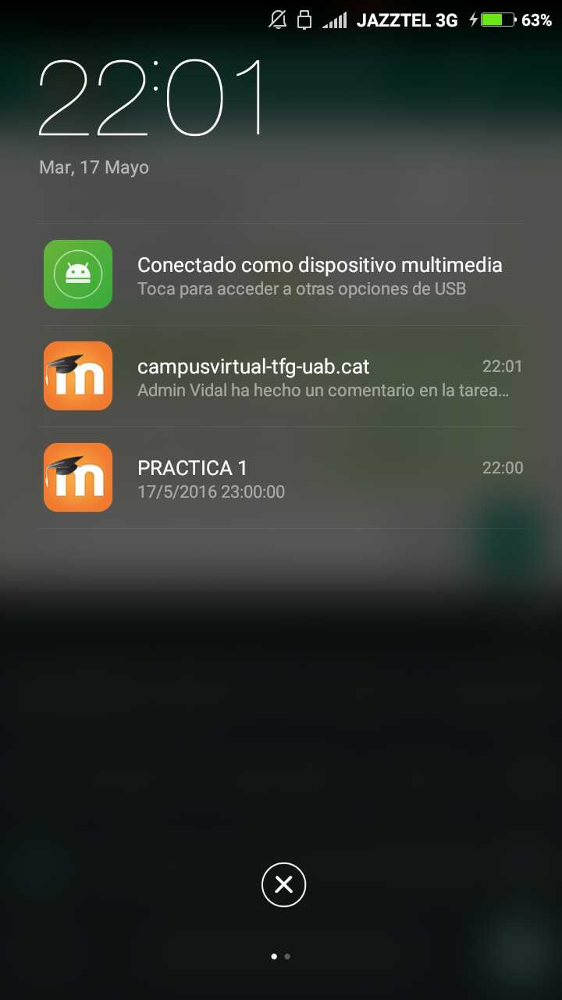 JAZZTEL 3G 63%
22:01
Mar, 17 Mayo
Conectado como dispositivo multimedia
Toca para acceder a otras opciones de USB
campusvirtual-tfg-uab.cat 22:01
Admin Vidal ha hecho un comentario en la tarea...
PRACTICA 1 22:00
17/5/2016 23:00:00